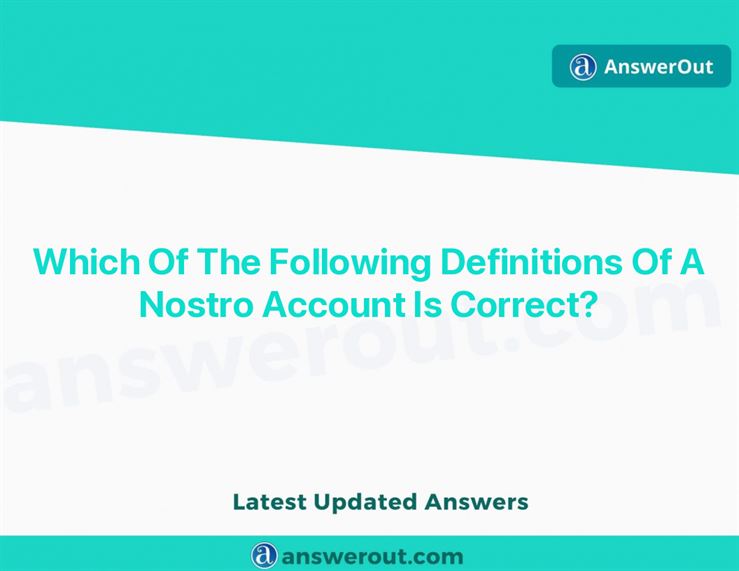 AnswerOut
Which Of The Following Definitions Of A
Nostro Account Is Correct?
answerout.com
Latest Updated Answers
answerout.com